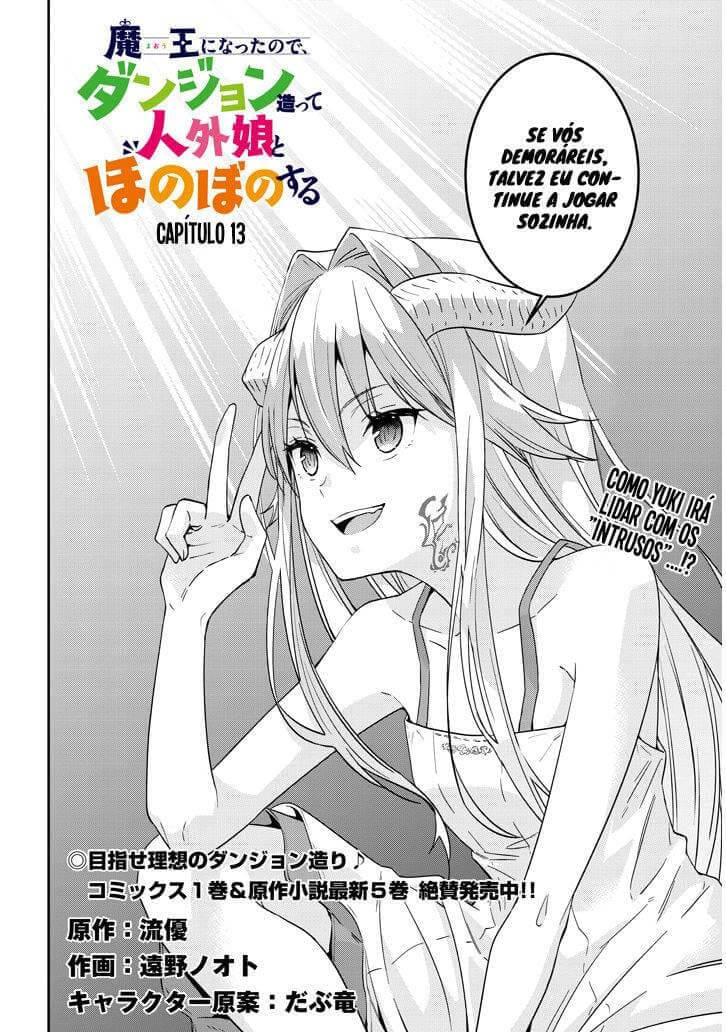 魔王になったので、
まおう
ダンジョン造って
人外娘と
ほのぼのする
CAPÍTULO 13
SE VÓS
DEMORÁREIS,
TALVEZ EU CON-
TINUE A JOGAR
SOZINHA.
COMO YUKI IRÁ
LIDAR COM OS
"INTRUSOS"....!?
◎目指せ理想のダンジョン造り♪
コミックス1巻&原作小説最新5巻 絶賛発売中!!
原作:流優
作画:遠野ノオト
キャラクター原案:だぶ竜